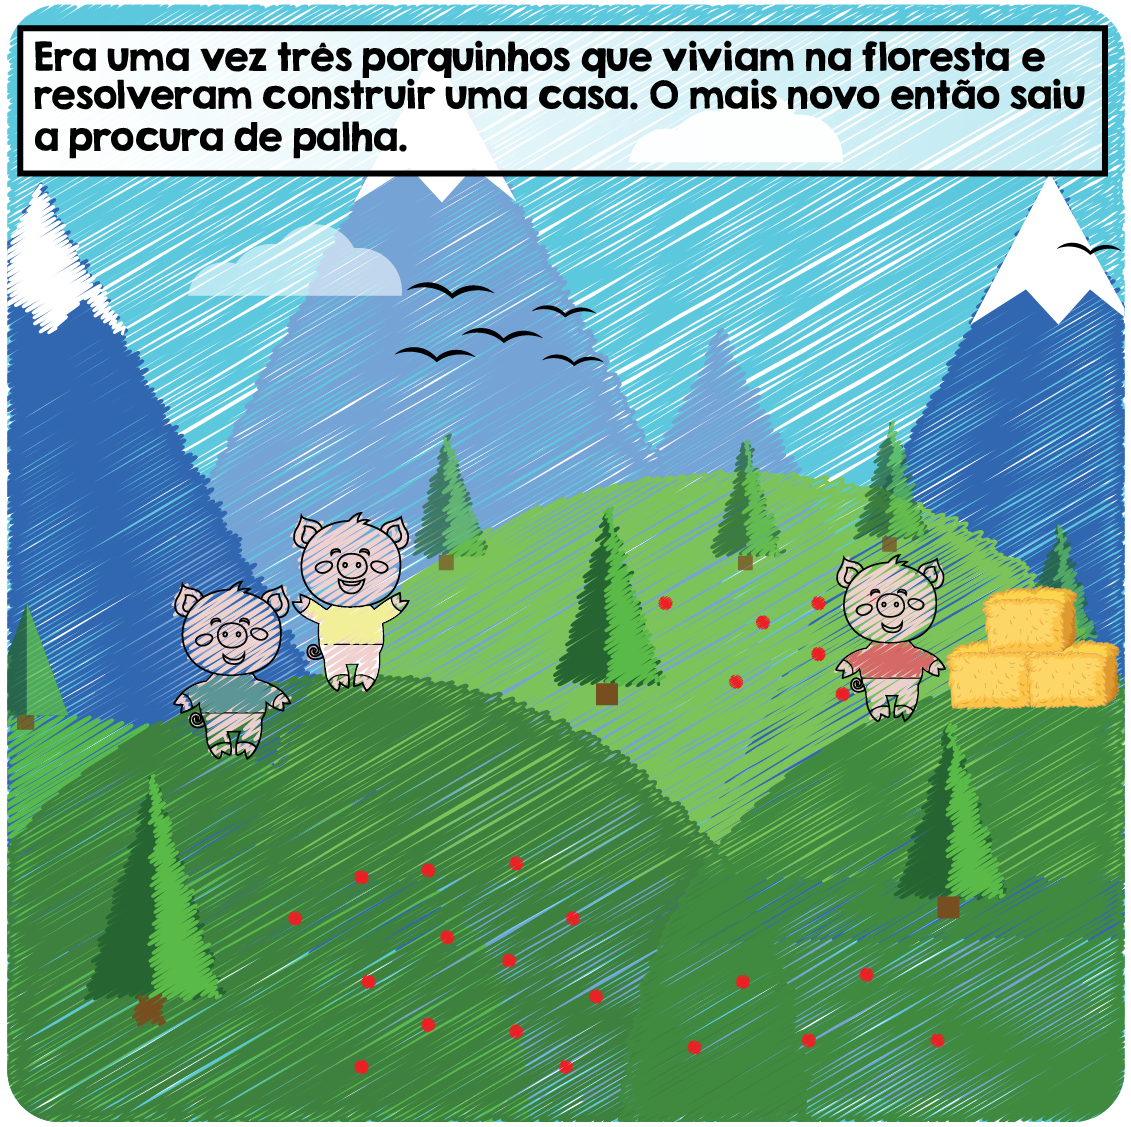 Era uma vez três porquinhos que viviam na floresta e
resolveram construir uma casa. O mais novo então saiu
a procura de palha.